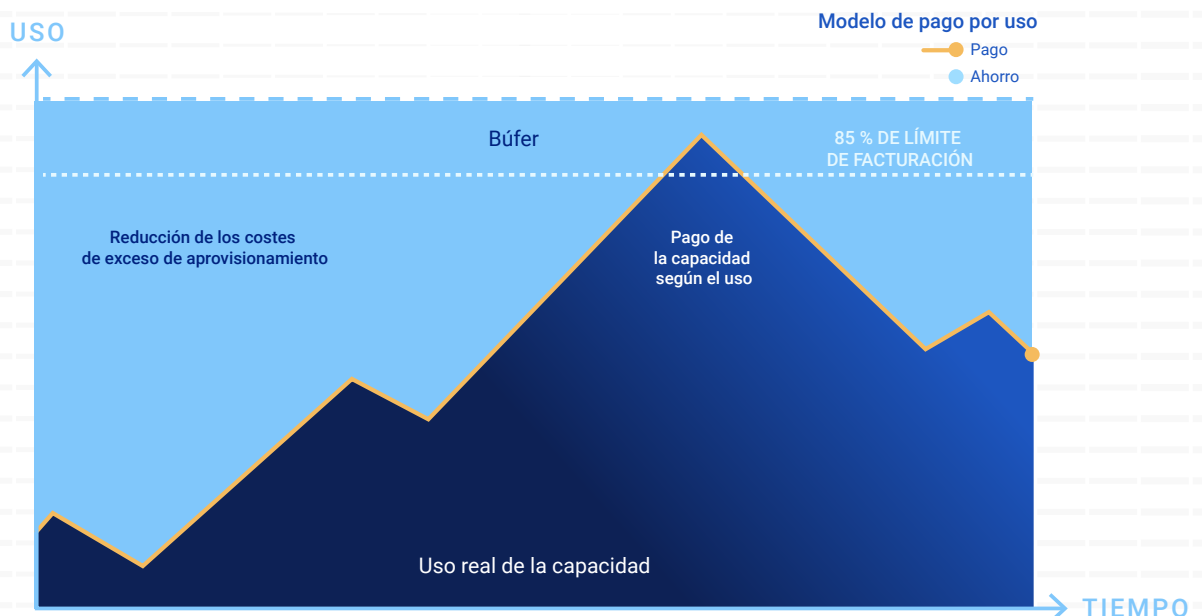 USO
Modelo de pago por uso
Pago
Ahorro
Búfer
85 % DE LÍMITE
DE FACTURACIÓN
Reducción de los costes
de exceso de aprovisionamiento
Pago de
la capacidad
según el uso
Uso real de la capacidad
TIEMPO